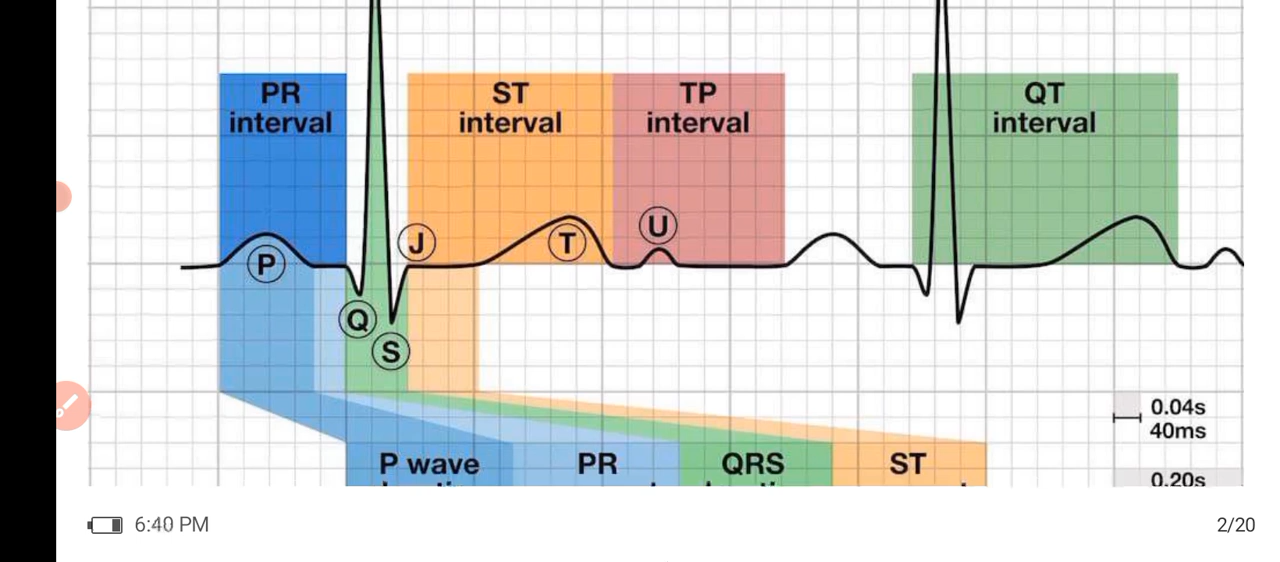 PR
interval
ST
interval
TP
interval
QT
interval
U
J
T
P
Q
S
0.04s
40ms
P wave
PR
QRS
ST
0.20s
6:40 PM
2/20